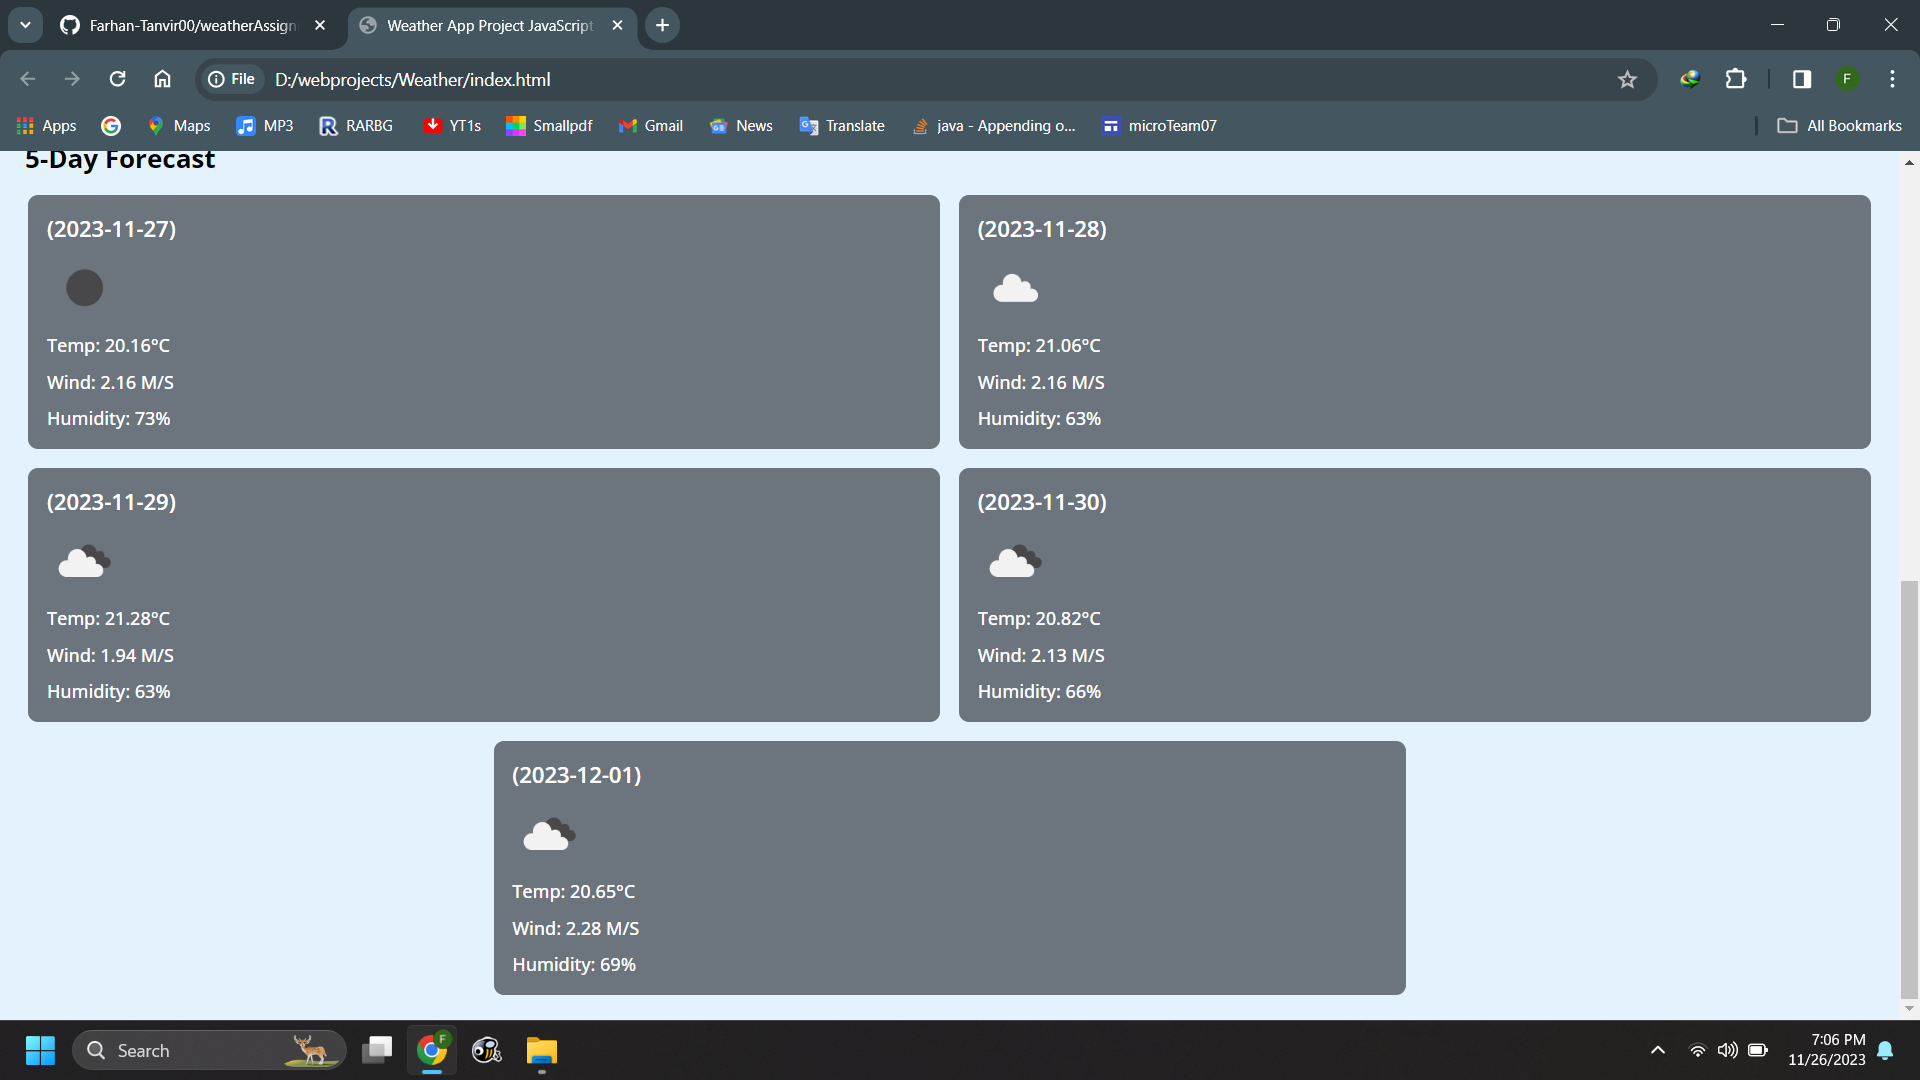 Farhan-Tanvir00/weatherAssign
Weather App Project JavaScript
File
D:/webprojects/Weather/index.html
F
Apps
Maps
MP3
RARBG
YT1s
Smallpdf
Gmail
News
Translate
java - Appending o...
microTeam07
All Bookmarks
5-Day Forecast
(2023-11-27)
Temp: 20.16°C
Wind: 2.16 M/S
Humidity: 73%
(2023-11-28)
Temp: 21.06°C
Wind: 2.16 M/S
Humidity: 63%
(2023-11-29)
Temp: 21.28°C
Wind: 1.94 M/S
Humidity: 63%
(2023-11-30)
Temp: 20.82°C
Wind: 2.13 M/S
Humidity: 66%
(2023-12-01)
Temp: 20.65°C
Wind: 2.28 M/S
Humidity: 69%
Search
F
7:06 PM
11/26/2023